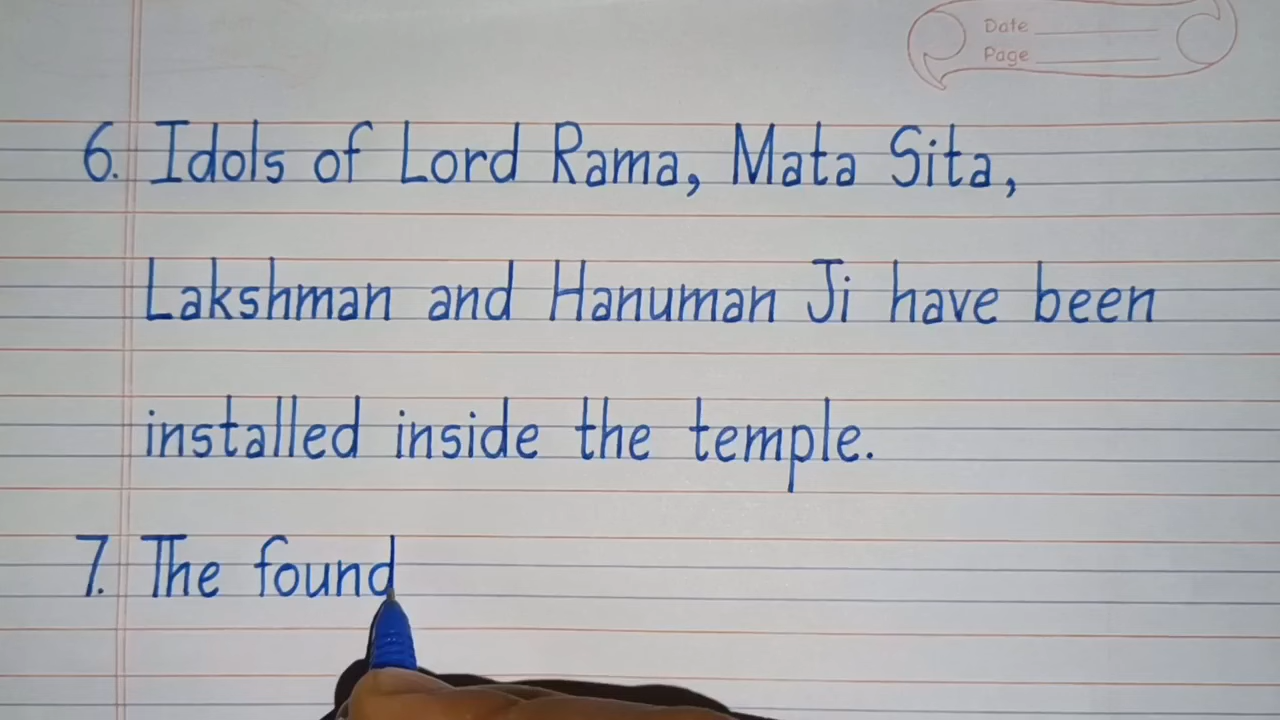 Date
Page
6. Idols of Lord Rama, Mata Sita,
Lakshman and Hanuman Ji have been
installed inside the temple.
7. The found